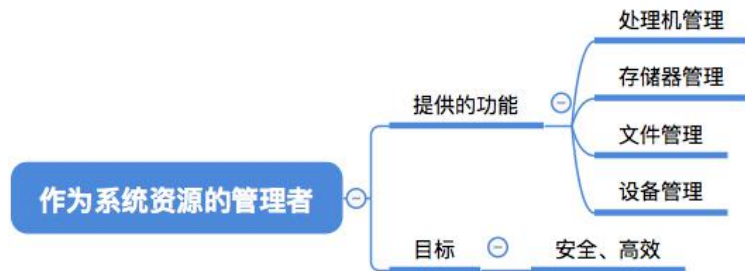 处理机管理
存储器管理
提供的功能
文件管理
作为系统资源的管理者
设备管理
目标
安全、高效